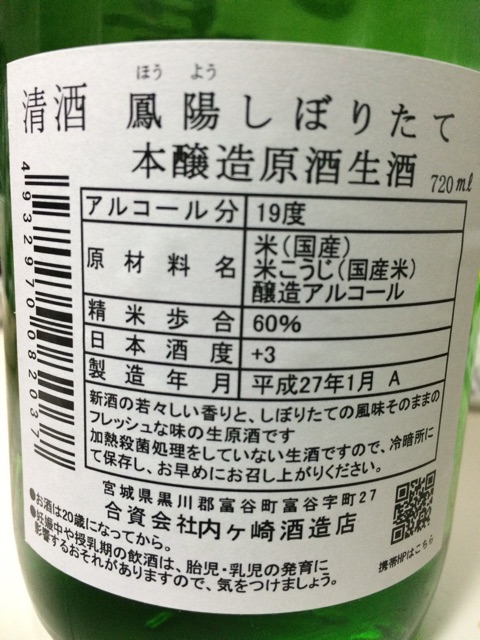 ほう よう
清酒 鳳陽しぼりたて
本醸造原酒生酒 720ml
アルコール分 19度
原材料名 米(国産)
米こうじ(国産米)
醸造アルコール
精米歩合 60%
日本酒度 +3
製造年月 平成27年1月 A
新酒の若々しい香りと、しぼりたての風味そのままの
フレッシュな味の生原酒です
加熱殺菌処理をしていない生酒ですので、冷暗所に
て保存し、お早めにお召し上がりください。
宮城県黒川郡富谷町富谷字町27
合資会社内ヶ崎酒造店
●お酒は20歳になってから。
●妊娠中や授乳期の飲酒は、胎児・乳児の発育に
影響するおそれがありますので、気をつけましょう。
携帯HPはこちら
4932970082037